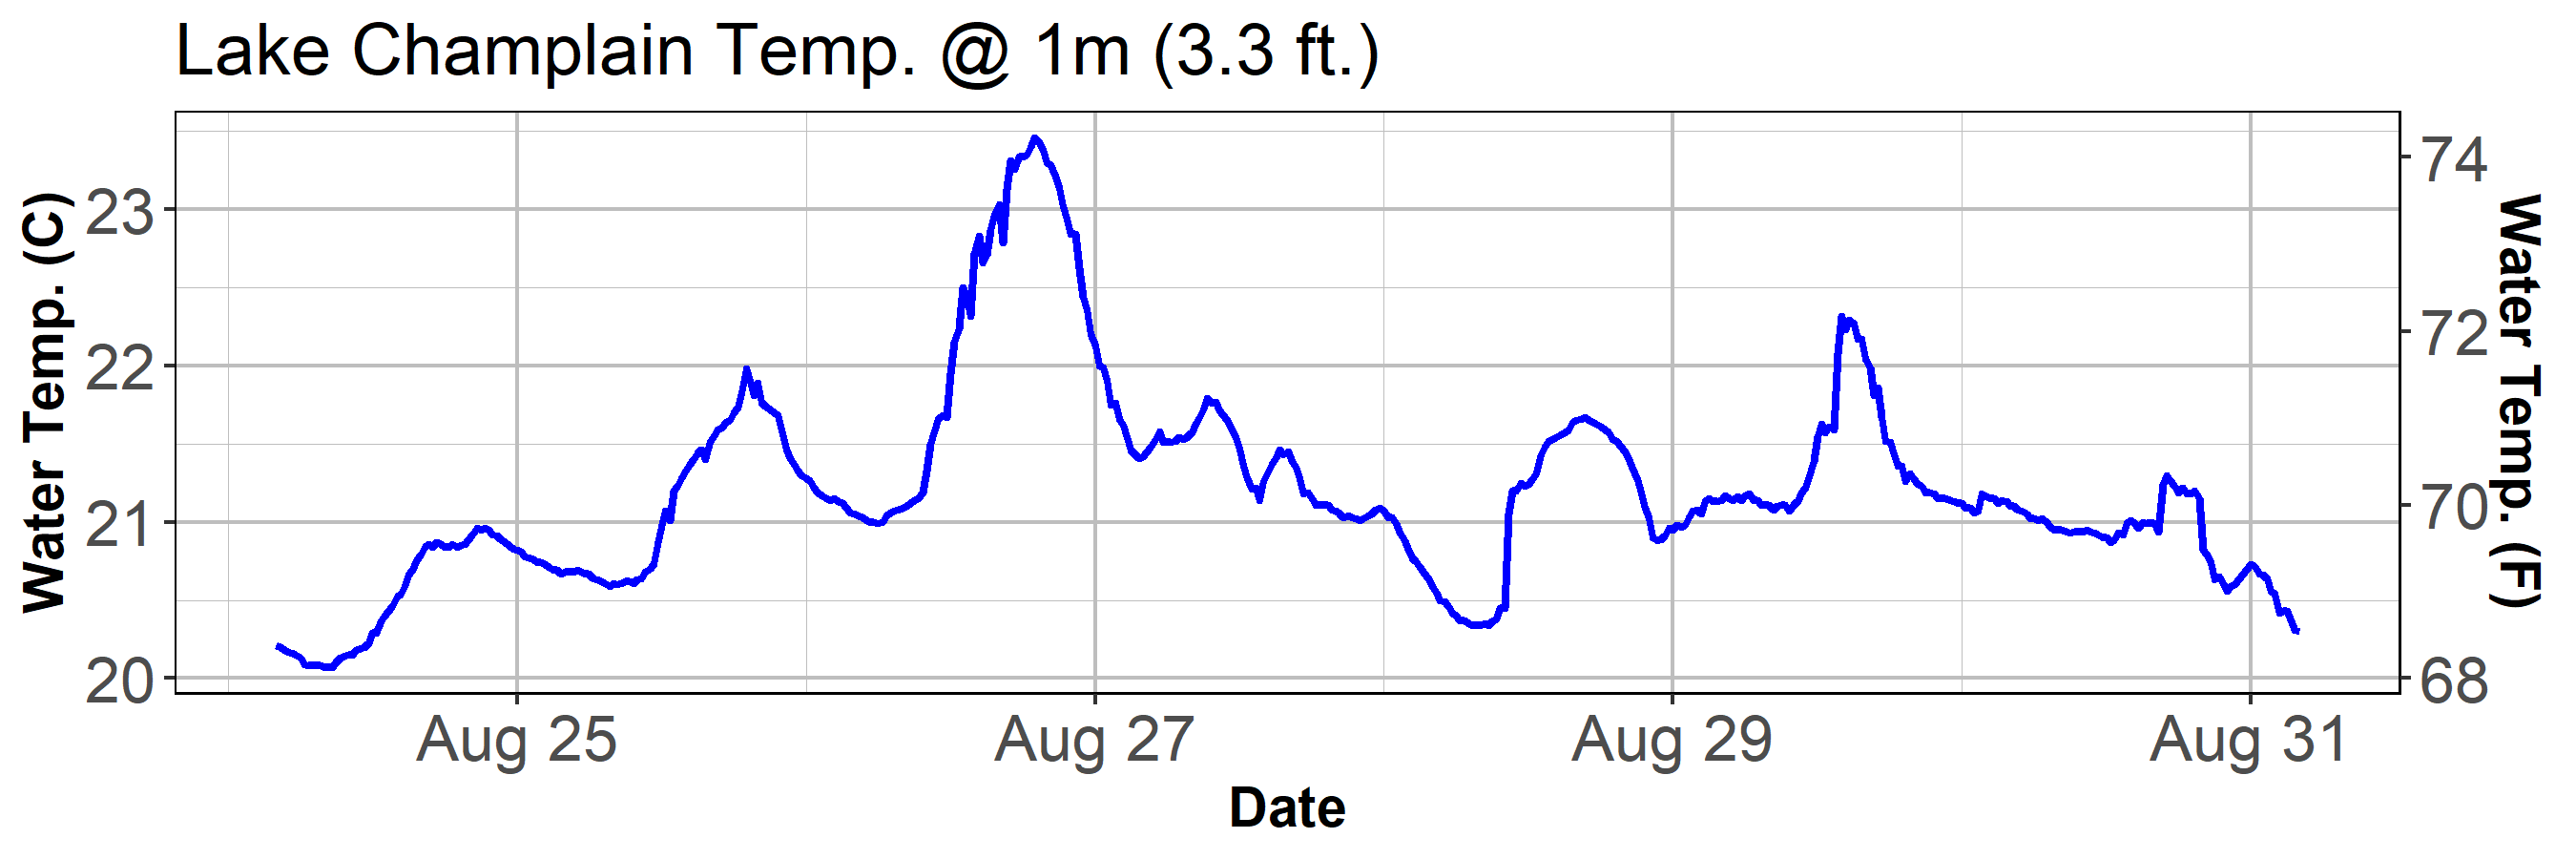 Lake Champlain Temp. @ 1m (3.3 ft.)
Water Temp. (C)
23
22
21
20
74
72
70
68
Water Temp. (F)
Aug 25 Aug 27 Aug 29 Aug 31
Date